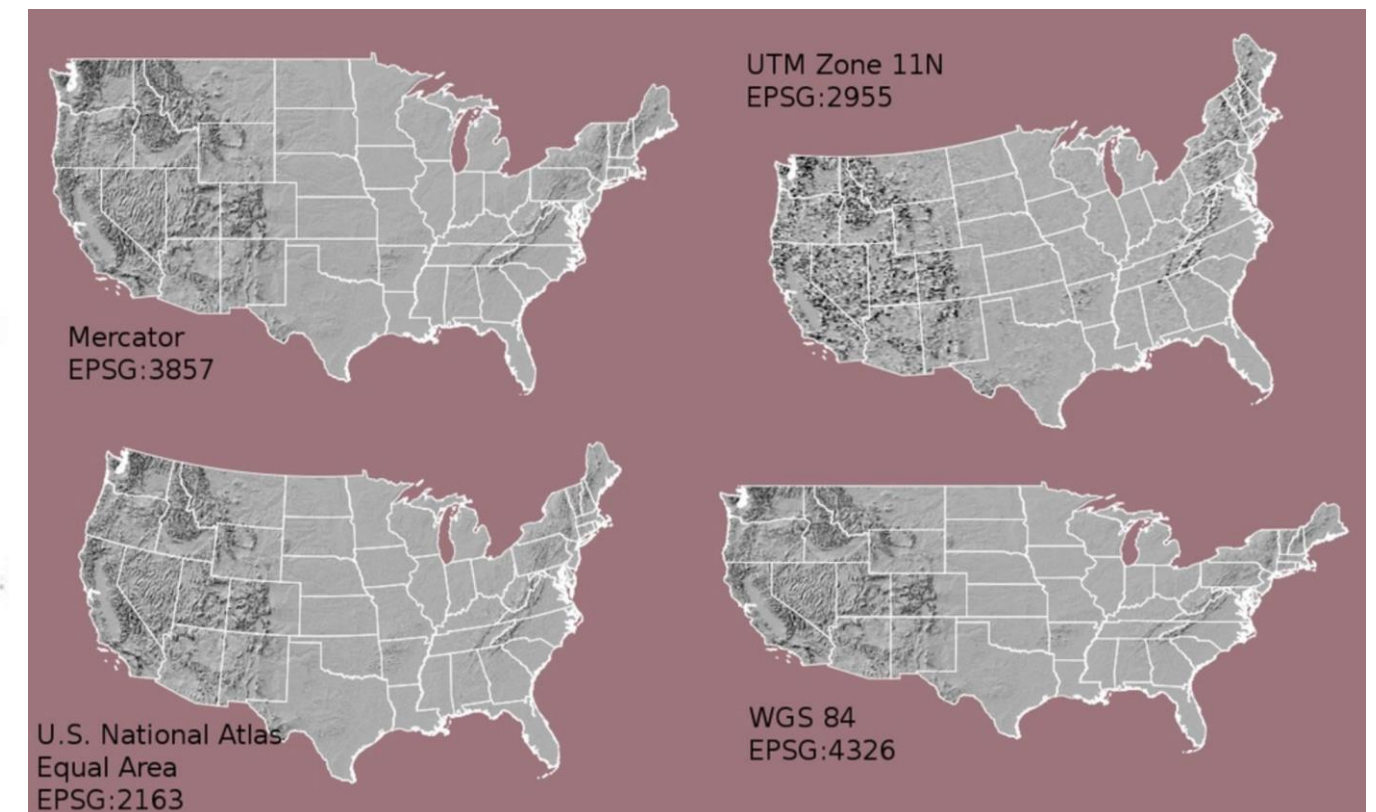 UTM Zone 11N
EPSG:2955
Mercator
EPSG:3857
U.S. National Atlas
Equal Area
EPSG:2163
WGS 84
EPSG:4326